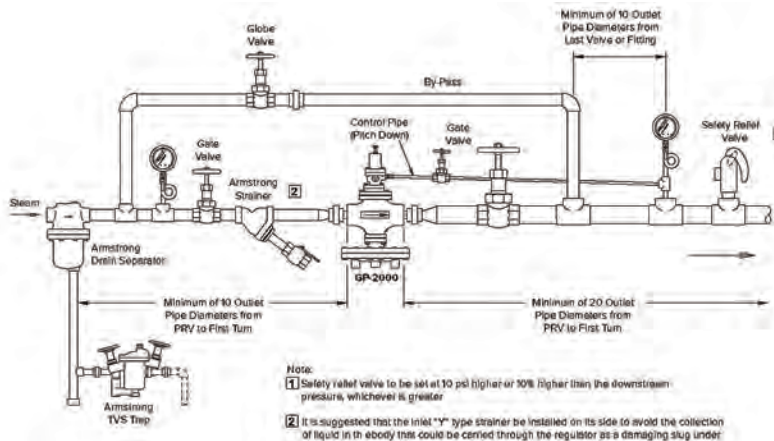 Minimum of 10 Outlet
Pipe Diameters from
Last Valve or Fitting
Globe
Valve
By-Pass
Control Pipe
(Pitch Down)
Gate
Valve
Safety Relief
Valve
Gate
Valve
Armstrong
Strainer
2
Steam
Armstrong
Drain Separator
GP-2000
Minimum of 10 Outlet
Pipe Diameters from
PRV to First Turn
Minimum of 20 Outlet
Pipe Diameters from
PRV to First Turn
Armstrong
TVS Trap
Note:
1 Safety relief valve to be set at 10 psi higher or 10% higher than the downstream
pressure, whichever is greater
2 It is suggested that the inlet "Y" type strainer be installed on its side to avoid the collection
of liquid in th ebody that could be carried through the regulator as a damaging slug under